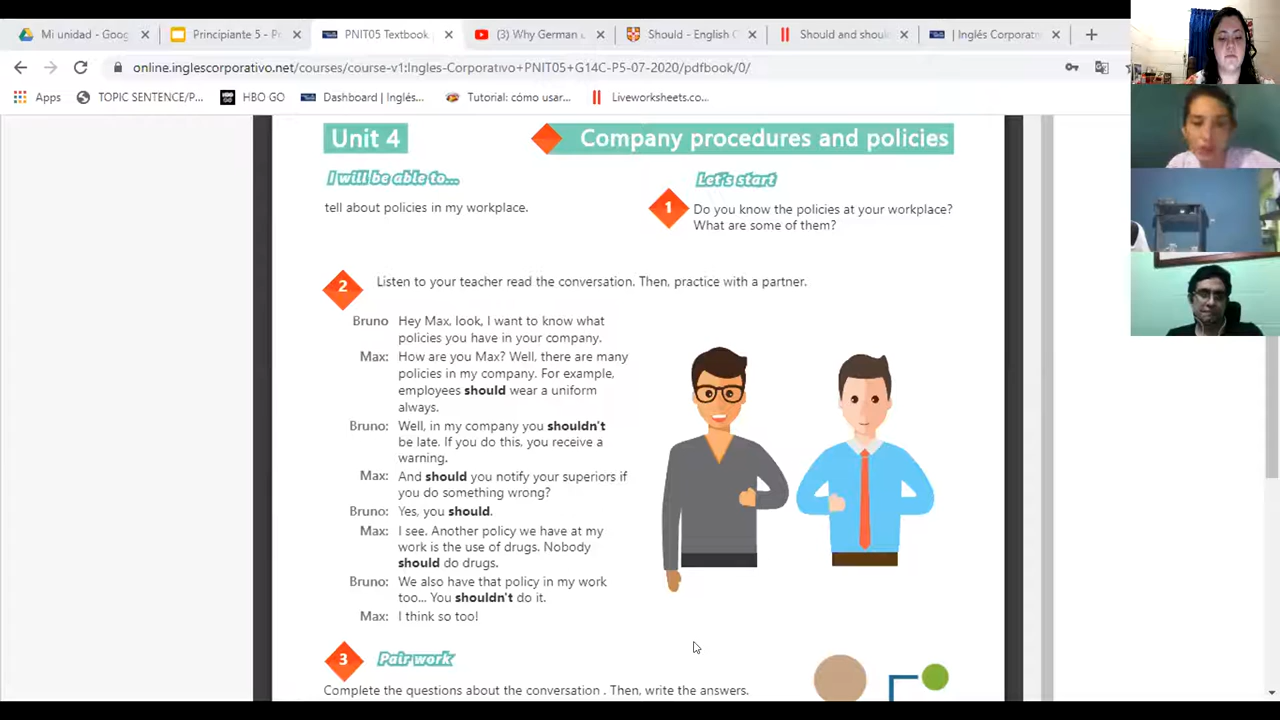 Mi unidad - Goog
Principiante 5 - P
PNIT05 Textbook
(3) Why German
Should - English C
Should and shou
| Inglés Corporat
online.inglescorporativo.net/courses/course-v1:Ingles-Corporativo+PNIT05+G14C-P5-07-2020/pdfbook/0/
Apps
TOPIC SENTENCE/P...
HBO GO
Dashboard | Inglés...
Tutorial: cómo usar...
Liveworksheets.co...
Unit 4
Company procedures and policies
I will be able to...
tell about policies in my workplace.
Let's start
1
Do you know the policies at your workplace?
What are some of them?
2
Listen to your teacher read the conversation. Then, practice with a partner.
Bruno Hey Max, look, I want to know what
policies you have in your company.
Max: How are you Max? Well, there are many
policies in my company. For example,
employees should wear a uniform
always.
Bruno: Well, in my company you shouldn't
be late. If you do this, you receive a
warning.
Max: And should you notify your superiors if
you do something wrong?
Bruno: Yes, you should.
Max: I see. Another policy we have at my
work is the use of drugs. Nobody
should do drugs.
Bruno: We also have that policy in my work
too... You shouldn't do it.
Max: I think so too!
3
Pair work
Complete the questions about the conversation . Then, write the answers.